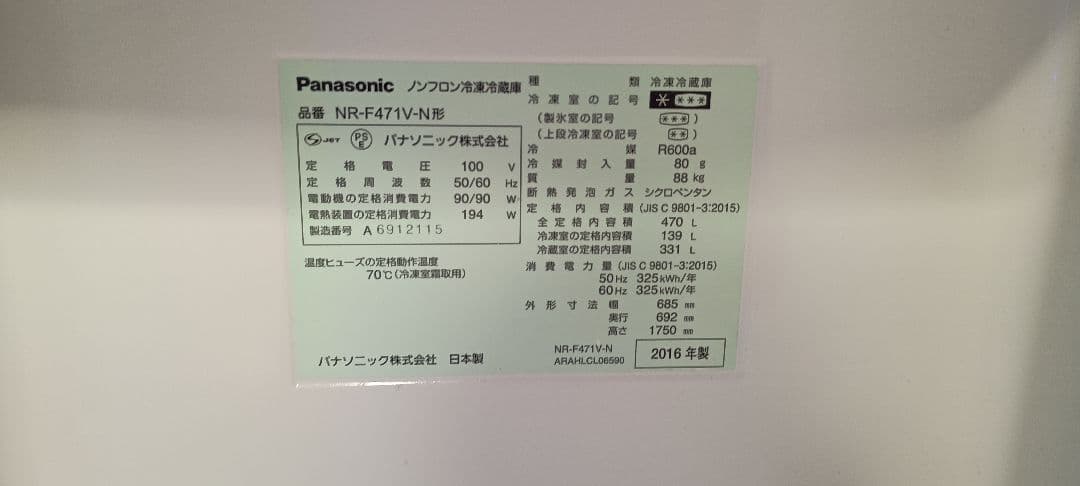 Panasonic ノンフロン冷凍冷蔵庫
品番 NR-F471V-N形
S JET PSE パナソニック株式会社
定格電圧 100 V
定格周波数 50/60 Hz
電動機の定格消費電力 90/90 W
電熱装置の定格消費電力 194 W
製造番号 A 6912115
温度ヒューズの定格動作温度
70℃(冷凍室霜取用)
パナソニック株式会社 日本製
種類 冷凍冷蔵庫
冷凍室の記号 * ***
(製氷室の記号 ***)
(上段冷凍室の記号 **)
冷媒 R600a
冷媒封入量 80 g
質量 88 kg
断熱発泡ガス シクロペンタン
定格内容積 (JIS C 9801-3:2015)
全定格内容積 470 L
冷凍室の定格内容積 139 L
冷蔵室の定格内容積 331 L
消費電力量 (JIS C 9801-3:2015)
50Hz 325kWh/年
60Hz 325kWh/年
外形寸法 幅 685 mm
奥行 692 mm
高さ 1750 mm
NR-F471V-N
ARAHLCL06590
2016年製